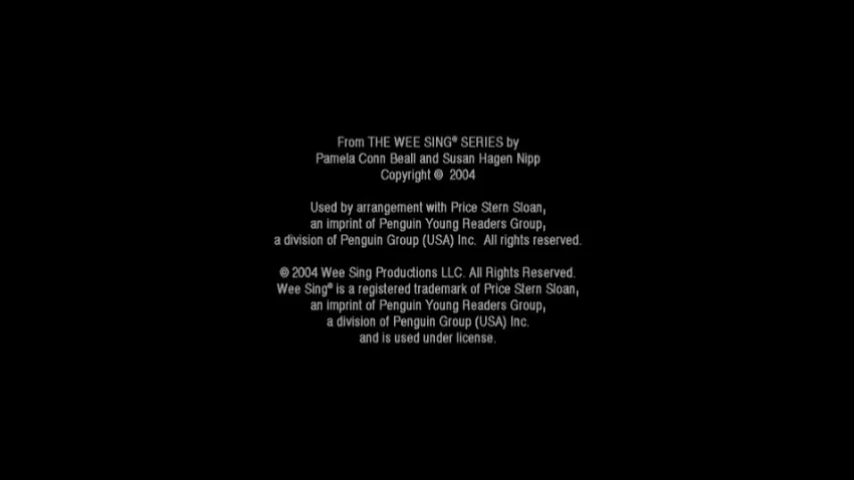 From THE WEE SING® SERIES by
Pamela Conn Beall and Susan Hagen Nipp
Copyright © 2004
Used by arrangement with Price Stern Sloan,
an imprint of Penguin Young Readers Group,
a division of Penguin Group (USA) Inc.  All rights reserved.
© 2004 Wee Sing Productions LLC. All Rights Reserved.
Wee Sing® is a registered trademark of Price Stern Sloan,
an imprint of Penguin Young Readers Group,
a division of Penguin Group (USA) Inc.
and is used under license.